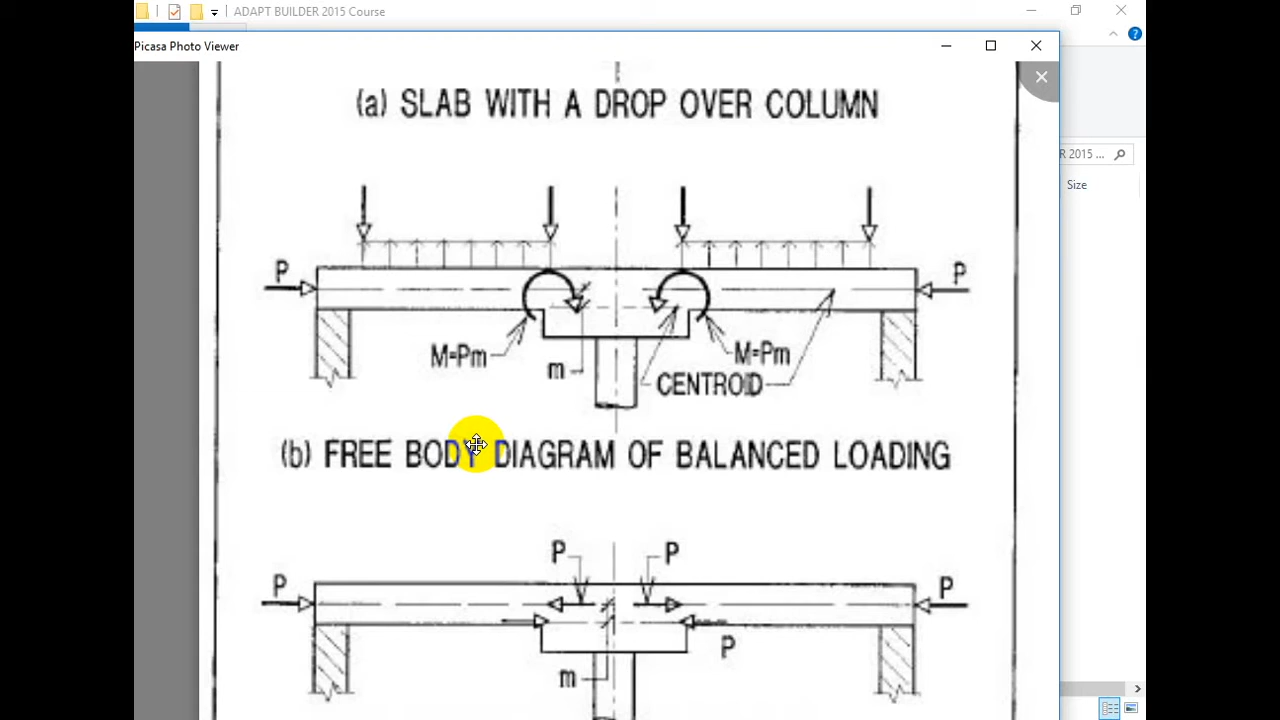 ADAPT BUILDER 2015 Course
Picasa Photo Viewer
(a) SLAB WITH A DROP OVER COLUMN
R 2015 ...
Size
P
P
M=Pm
M=Pm
m
CENTROID
(b) FREE BODY DIAGRAM OF BALANCED LOADING
P
P
P
P
P
m